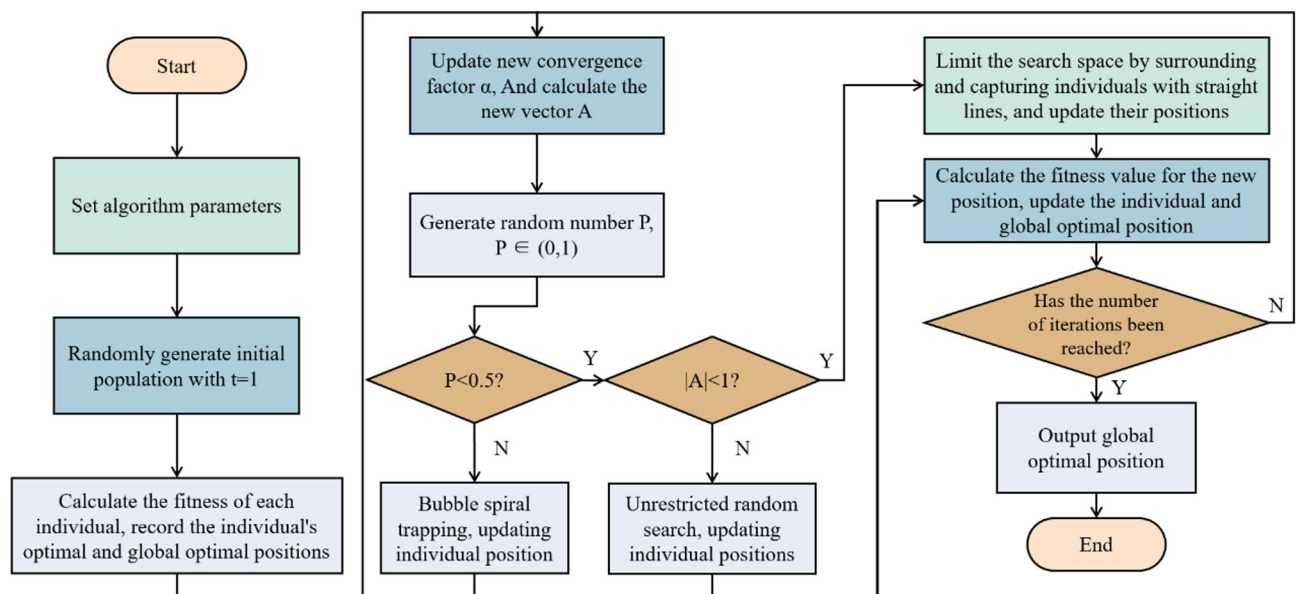 Start
Set algorithm parameters
Randomly generate initial
population with t=1
Calculate the fitness of each
individual, record the individual's
optimal and global optimal positions
Update new convergence
factor α, And calculate the
new vector A
Generate random number P,
P ∈ (0,1)
P<0.5?
Y
N
Bubble spiral
trapping, updating
individual position
|A|<1?
Y
N
Unrestricted random
search, updating
individual positions
Limit the search space by surrounding
and capturing individuals with straight
lines, and update their positions
Calculate the fitness value for the new
position, update the individual and
global optimal position
Has the number
of iterations been
reached?
N
Y
Output global
optimal position
End